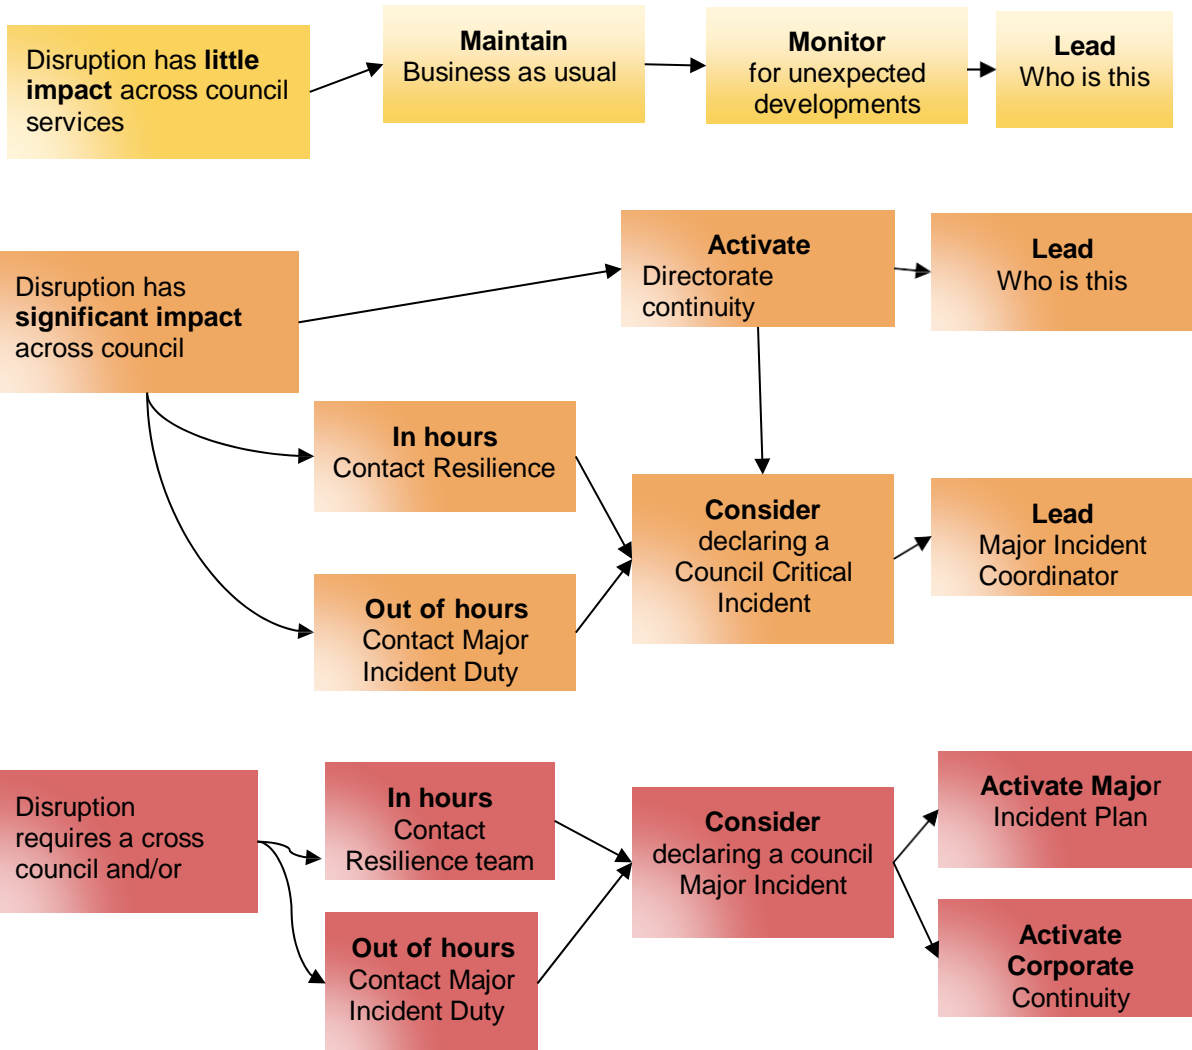 Disruption has little
impact across council
services
Maintain
Business as usual
Monitor
for unexpected
developments
Lead
Who is this
Disruption has
significant impact
across council
Activate
Directorate
continuity
Lead
Who is this
In hours
Contact Resilience
Out of hours
Contact Major
Incident Duty
Consider
declaring a
Council Critical
Incident
Lead
Major Incident
Coordinator
Disruption
requires a cross
council and/or
In hours
Contact
Resilience team
Out of hours
Contact Major
Incident Duty
Consider
declaring a council
Major Incident
Activate Major
Incident Plan
Activate
Corporate
Continuity